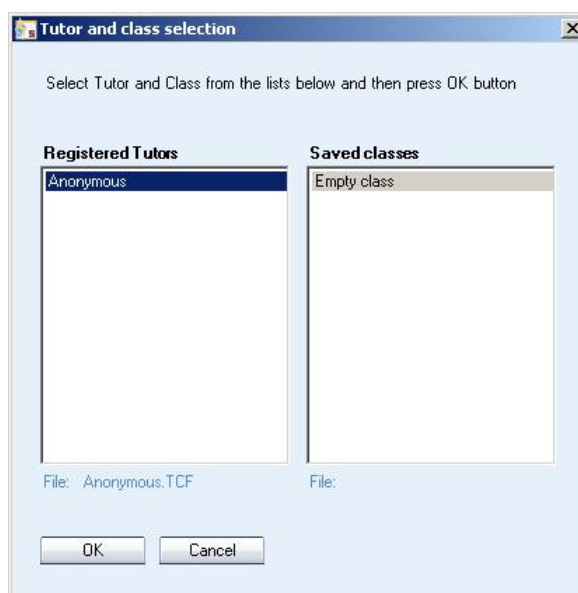 Tutor and class selection
Select Tutor and Class from the lists below and then press OK button
Registered Tutors
Saved classes
Anonymous
Empty class
File: Anonymous.TCF
File:
OK
Cancel